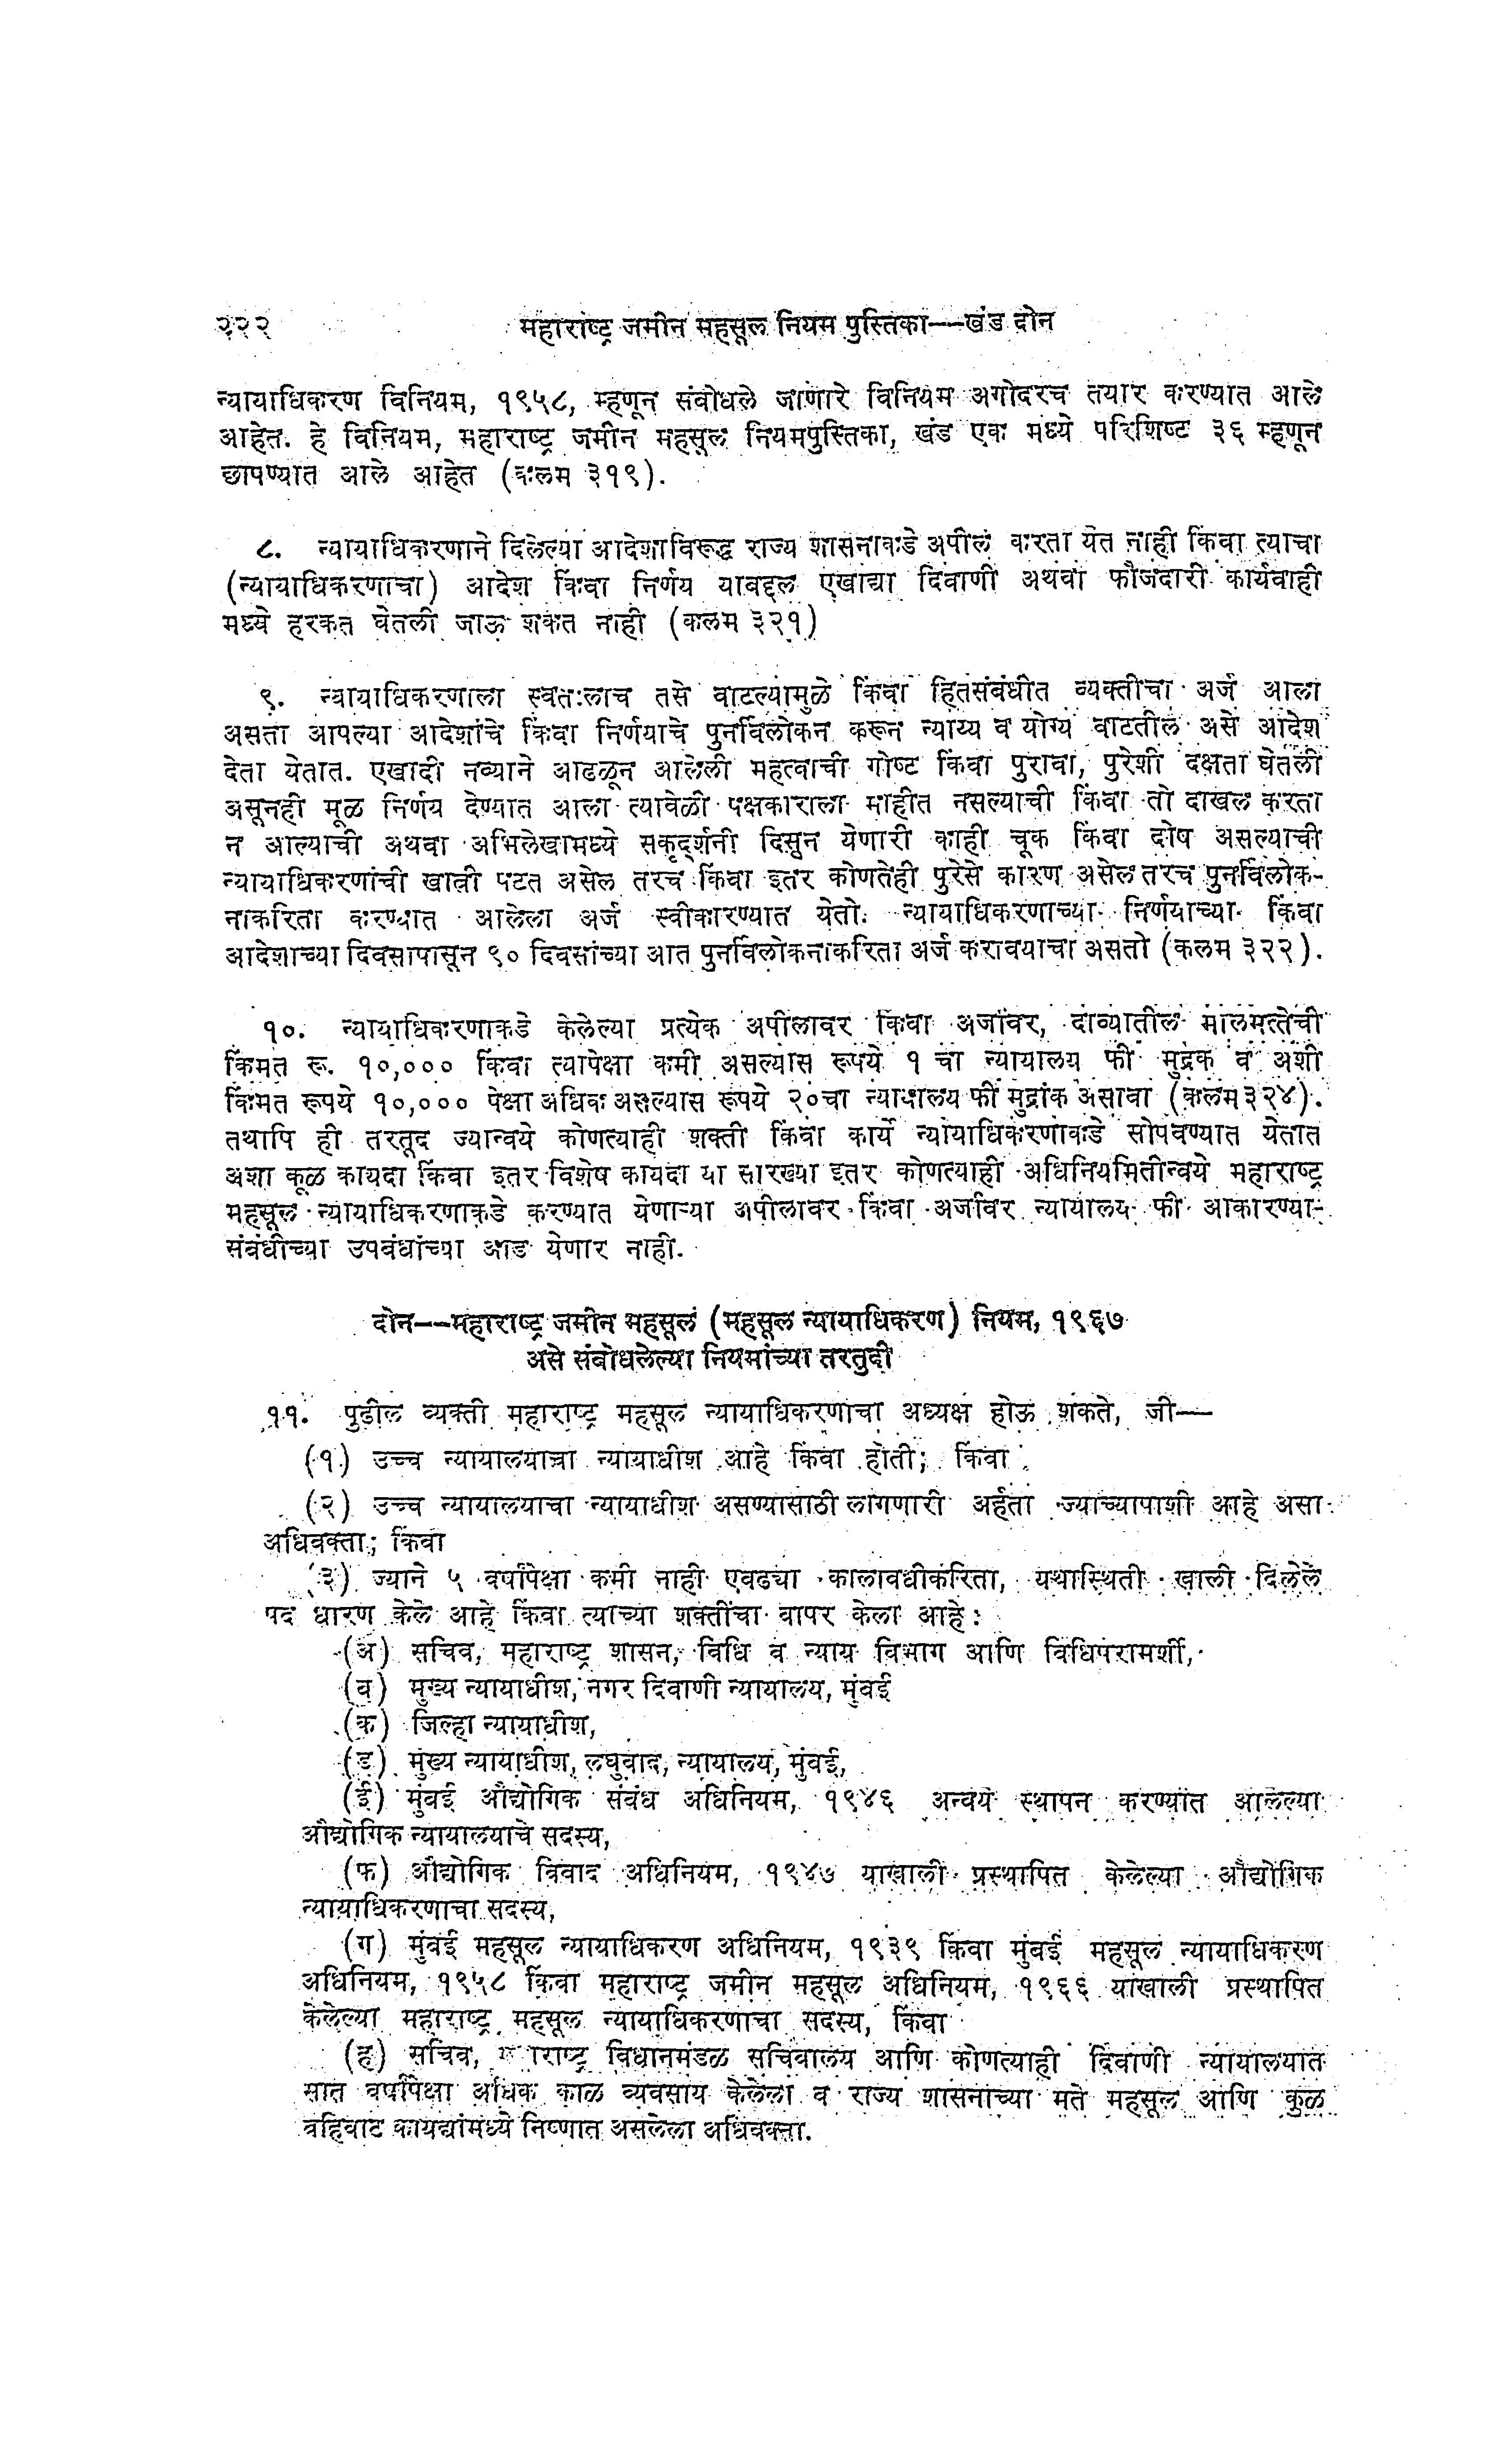 २२२ महाराष्ट्र जमीन महसूल नियम पुस्तिका——खंड दोन
न्यायाधिकरण विनियम, १९५८, म्हणून संबोधले जाणारे विनियम अगोदरच तयार करण्यात आले
आहेत. हे विनियम, महाराष्ट्र जमीन महसूल नियमपुस्तिका, खंड एक मध्ये परिशिष्ट ३६ म्हणून
छापण्यात आले आहेत (कलम ३१९).
८. न्यायाधिकरणाने दिलेल्या आदेशाविरूद्ध राज्य शासनाकडे अपील करता येत नाही किंवा त्याचा
(न्यायाधिकरणाचा) आदेश किंवा निर्णय याबद्दल एखाद्या दिवाणी अथवा फौजदारी कार्यवाही
मध्ये हरकत घेतली जाऊ शकत नाही (कलम ३२१)
९. न्यायाधिकरणाला स्वतःलाच तसे वाटल्यामुळे किंवा हितसंबंधीत व्यक्तीचा अर्ज आला
असता आपल्या आदेशांचे किंवा निर्णयाचे पुनर्विलोकन करून न्याय्य व योग्य वाटतील असे आदेश
देता येतात. एखादी नव्याने आढळून आलेली महत्वाची गोष्ट किंवा पुरावा, पुरेशी दक्षता घेतली
असूनही मूळ निर्णय देण्यात आला त्यावेळी पक्षकाराला माहीत नसल्याची किंवा तो दाखल करता
न आल्याची अथवा अभिलेखामध्ये सकृद्दर्शनी दिसून येणारी काही चूक किंवा दोष असल्याची
न्यायाधिकरणांची खात्री पटत असेल तरच किंवा इतर कोणतेही पुरेसे कारण असेल तरच पुनर्विलोक-
नाकरिता करण्यात आलेला अर्ज स्वीकारण्यात येतो. न्यायाधिकरणाच्या निर्णयाच्या किंवा
आदेशाच्या दिवसापासून ९० दिवसांच्या आत पुनर्विलोकनाकरिता अर्ज करावयाचा असतो (कलम ३२२).
१०. न्यायाधिकरणाकडे केलेल्या प्रत्येक अपीलावर किंवा अर्जावर, दाव्यातील मालमत्तेची
किंमत रू. १०,००० किंवा त्यापेक्षा कमी असल्यास रूपये १ चा न्यायालय फी मुद्रक व अशी
किंमत रूपये १०,००० पेक्षा अधिक असल्यास रूपये २०चा न्यायालय फी मुद्रांक असावा (कलम ३२४).
तथापि ही तरतूद ज्यान्वये कोणत्याही शक्ती किंवा कार्ये न्यायाधिकरणाकडे सोपवण्यात येतात
अशा कूळ कायदा किंवा इतर विशेष कायदा या सारख्या इतर कोणत्याही अधिनियमितीन्वये महाराष्ट्र
महसूल न्यायाधिकरणाकडे करण्यात येणाऱ्या अपीलावर किंवा अर्जावर न्यायालय फी आकारण्या-
संबंधीच्या उपबंधांच्या आड येणार नाही.
दोन——महाराष्ट्र जमीन महसूल (महसूल न्यायाधिकरण) नियम, १९६७
असे संबोधलेल्या नियमांच्या तरतुदी
११. पुढील व्यक्ती महाराष्ट्र महसूल न्यायाधिकरणाचा अध्यक्ष होऊ शकते, जी——
(१) उच्च न्यायालयाचा न्यायाधीश आहे किंवा होती; किंवा
(२) उच्च न्यायालयाचा न्यायाधीश असण्यासाठी लागणारी अर्हता ज्याच्यापाशी आहे असा
अधिवक्ता; किंवा
(३) ज्याने ५ वर्षांपेक्षा कमी नाही एवढ्या कालावधीकरिता, यथास्थिती खाली दिलेले
पद धारण केले आहे किंवा त्याच्या शक्तींचा वापर केला आहे:
(अ) सचिव, महाराष्ट्र शासन, विधि व न्याय विभाग आणि विधिपरामर्शी,
(ब) मुख्य न्यायाधीश, नगर दिवाणी न्यायालय, मुंबई
(क) जिल्हा न्यायाधीश,
(ड) मुख्य न्यायाधीश, लघुवाद, न्यायालय, मुंबई,
(ई) मुंबई औद्योगिक संबंध अधिनियम, १९४६ अन्वये स्थापन करण्यात आलेल्या
औद्योगिक न्यायालयाचे सदस्य,
(फ) औद्योगिक विवाद अधिनियम, १९४७ याखाली प्रस्थापित केलेल्या औद्योगिक
न्यायाधिकरणाचा सदस्य,
(ग) मुंबई महसूल न्यायाधिकरण अधिनियम, १९३९ किंवा मुंबई महसूल न्यायाधिकरण
अधिनियम, १९५८ किंवा महाराष्ट्र जमीन महसूल अधिनियम, १९६६ याखाली प्रस्थापित
केलेल्या महाराष्ट्र महसूल न्यायाधिकरणाचा सदस्य, किंवा
(ह) सचिव, महाराष्ट्र विधानमंडळ सचिवालय आणि कोणत्याही दिवाणी न्यायालयात
सात वर्षांपेक्षा अधिक काळ व्यवसाय केलेला व राज्य शासनाच्या मते महसूल आणि कुळ
वहिवाट कायद्यांमध्ये निष्णात असलेला अधिवक्ता.